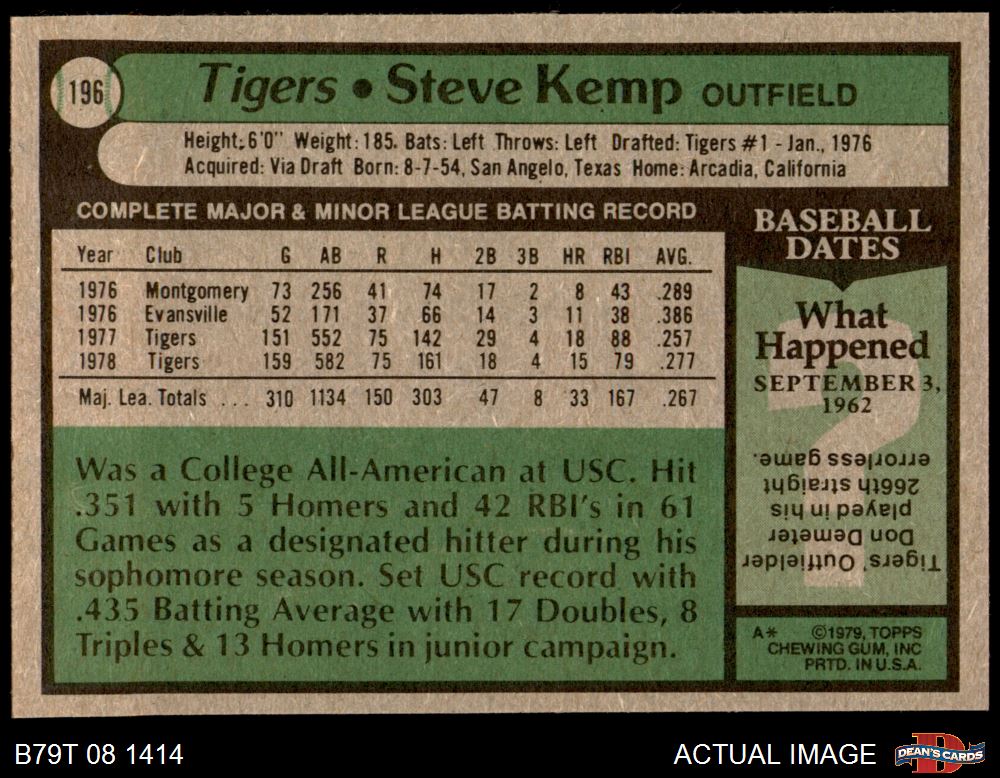 196
Tigers • Steve Kemp OUTFIELD
Height: 6'0" Weight: 185. Bats: Left Throws: Left Drafted: Tigers #1 - Jan., 1976
Acquired: Via Draft Born: 8-7-54, San Angelo, Texas Home: Arcadia, California
COMPLETE MAJOR & MINOR LEAGUE BATTING RECORD
Year Club G AB R H 2B 3B HR RBI AVG.
1976 Montgomery 73 256 41 74 17 2 8 43 .289
1976 Evansville 52 171 37 66 14 3 11 38 .386
1977 Tigers 151 552 75 142 29 4 18 88 .257
1978 Tigers 159 582 75 161 18 4 15 79 .277
Maj. Lea. Totals ... 310 1134 150 303 47 8 33 167 .267
Was a College All-American at USC. Hit
.351 with 5 Homers and 42 RBI's in 61
Games as a designated hitter during his
sophomore season. Set USC record with
.435 Batting Average with 17 Doubles, 8
Triples & 13 Homers in junior campaign.
BASEBALL
DATES
What
Happened
SEPTEMBER 3,
1962
?
Tigers' Outfielder
Don Demeter
played in his
266th straight
errorless game.
A* ©1979, TOPPS
CHEWING GUM, INC
PRTD. IN U.S.A.
B79T 08 1414
ACTUAL IMAGE
DEAN'S CARDS